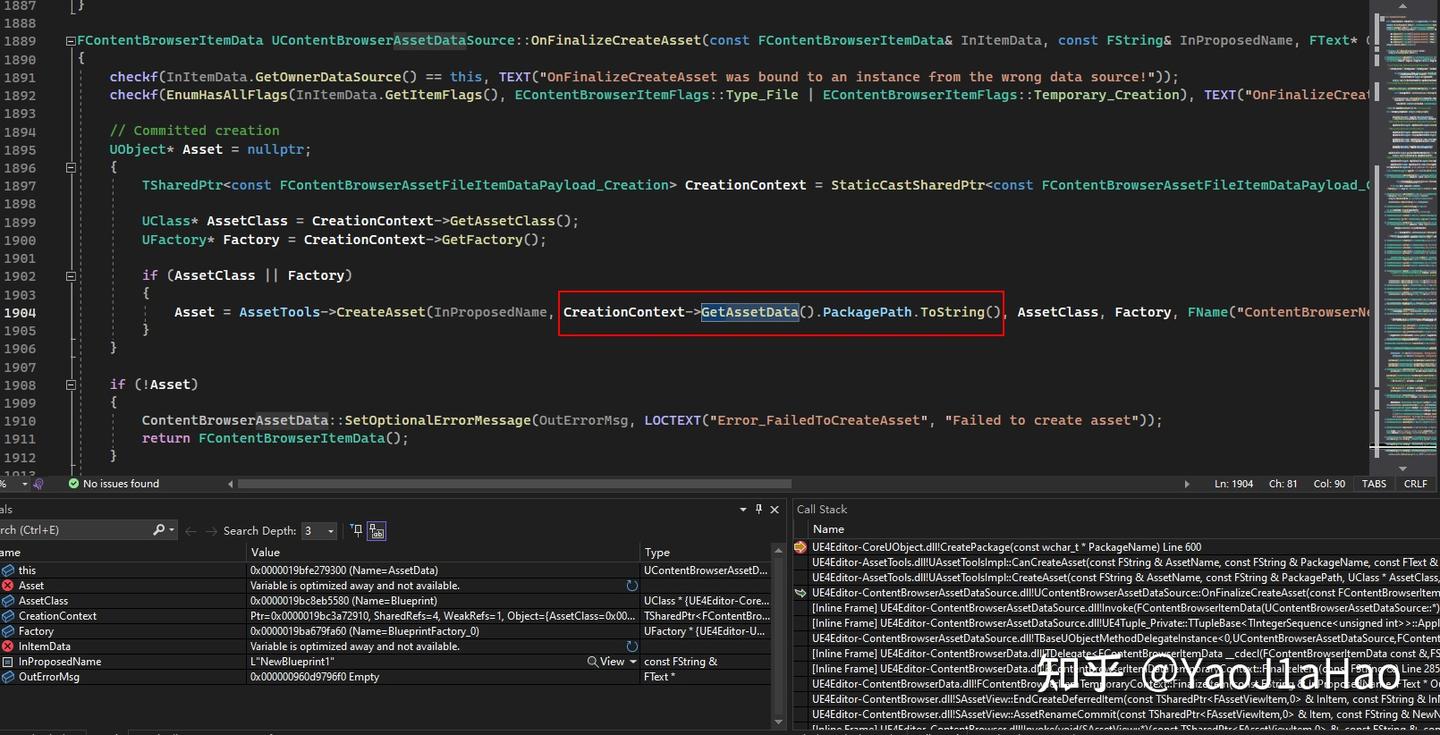 1887 }
1888
1889 FContentBrowserItemData UContentBrowserAssetDataSource::OnFinalizeCreateAsset(const FContentBrowserItemData& InItemData, const FString& InProposedName, FText*
1890 {
1891 checkf(InItemData.GetOwnerDataSource() == this, TEXT("OnFinalizeCreateAsset was bound to an instance from the wrong data source!"));
1892 checkf(EnumHasAllFlags(InItemData.GetItemFlags(), EContentBrowserItemFlags::Type_File | EContentBrowserItemFlags::Temporary_Creation), TEXT("OnFinalizeCreat
1893
1894 // Committed creation
1895 UObject* Asset = nullptr;
1896 {
1897 TSharedPtr<const FContentBrowserAssetFileItemDataPayload_Creation> CreationContext = StaticCastSharedPtr<const FContentBrowserAssetFileItemDataPayload_C
1898
1899 UClass* AssetClass = CreationContext->GetAssetClass();
1900 UFactory* Factory = CreationContext->GetFactory();
1901
1902 if (AssetClass || Factory)
1903 {
1904 Asset = AssetTools->CreateAsset(InProposedName, CreationContext->GetAssetData().PackagePath.ToString(), AssetClass, Factory, FName("ContentBrowserNe
1905 }
1906 }
1907
1908 if (!Asset)
1909 {
1910 ContentBrowserAssetData::SetOptionalErrorMessage(OutErrorMsg, LOCTEXT("Error_FailedToCreateAsset", "Failed to create asset"));
1911 return FContentBrowserItemData();
1912 }
1913
% No issues found Ln: 1904 Ch: 81 Col: 90 TABS CRLF
als
rch (Ctrl+E) Search Depth: 3
ame Value Type
this 0x0000019bfe279300 (Name=AssetData) UContentBrowserAssetD...
Asset Variable is optimized away and not available.
AssetClass 0x0000019bc8eb5580 (Name=Blueprint) UClass * {UE4Editor-Core...
CreationContext Ptr=0x0000019bc3a72910, SharedRefs=4, WeakRefs=1, Object={AssetClass=0x00... TSharedPtr<FContentBro...
Factory 0x0000019ba679fa60 (Name=BlueprintFactory_0) UFactory * {UE4Editor-U...
InItemData Variable is optimized away and not available.
InProposedName L"NewBlueprint1" View const FString &
OutErrorMsg 0x000000960d9796f0 Empty FText *
Call Stack
Name
UE4Editor-CoreUObject.dll!CreatePackage(const wchar_t * PackageName) Line 600
UE4Editor-AssetTools.dll!UAssetToolsImpl::CanCreateAsset(const FString & AssetName, const FString & PackageName, const FText &
UE4Editor-AssetTools.dll!UAssetToolsImpl::CreateAsset(const FString & AssetName, const FString & PackagePath, UClass * AssetClass,
UE4Editor-ContentBrowserAssetDataSource.dll!UContentBrowserAssetDataSource::OnFinalizeCreateAsset(const FContentBrowserItem
[Inline Frame] UE4Editor-ContentBrowserAssetDataSource.dll!Invoke(FContentBrowserItemData(UContentBrowserAssetDataSource::*)
[Inline Frame] UE4Editor-ContentBrowserAssetDataSource.dll!UE4Tuple_Private::TTupleBase<TIntegerSequence<unsigned int>>::Appl
UE4Editor-ContentBrowserAssetDataSource.dll!TBaseUObjectMethodDelegateInstance<0,UContentBrowserAssetDataSource,FConten
[Inline Frame] UE4Editor-ContentBrowserData.dll!TDelegate<FContentBrowserItemData __cdecl(FContentBrowserItemData const &,FS
[Inline Frame] UE4Editor-ContentBrowserData.dll! Line 285
UE4Editor-ContentBrowserData.dll!
UE4Editor-ContentBrowser.dll!SAssetView::EndCreateDeferredItem(const TSharedPtr<FAssetViewItem,0> & InItem, const FString & InN
UE4Editor-ContentBrowser.dll!SAssetView::AssetRenameCommit(const TSharedPtr<FAssetViewItem,0> & Item, const FString & NewN
知乎 @YaoJ1aHao